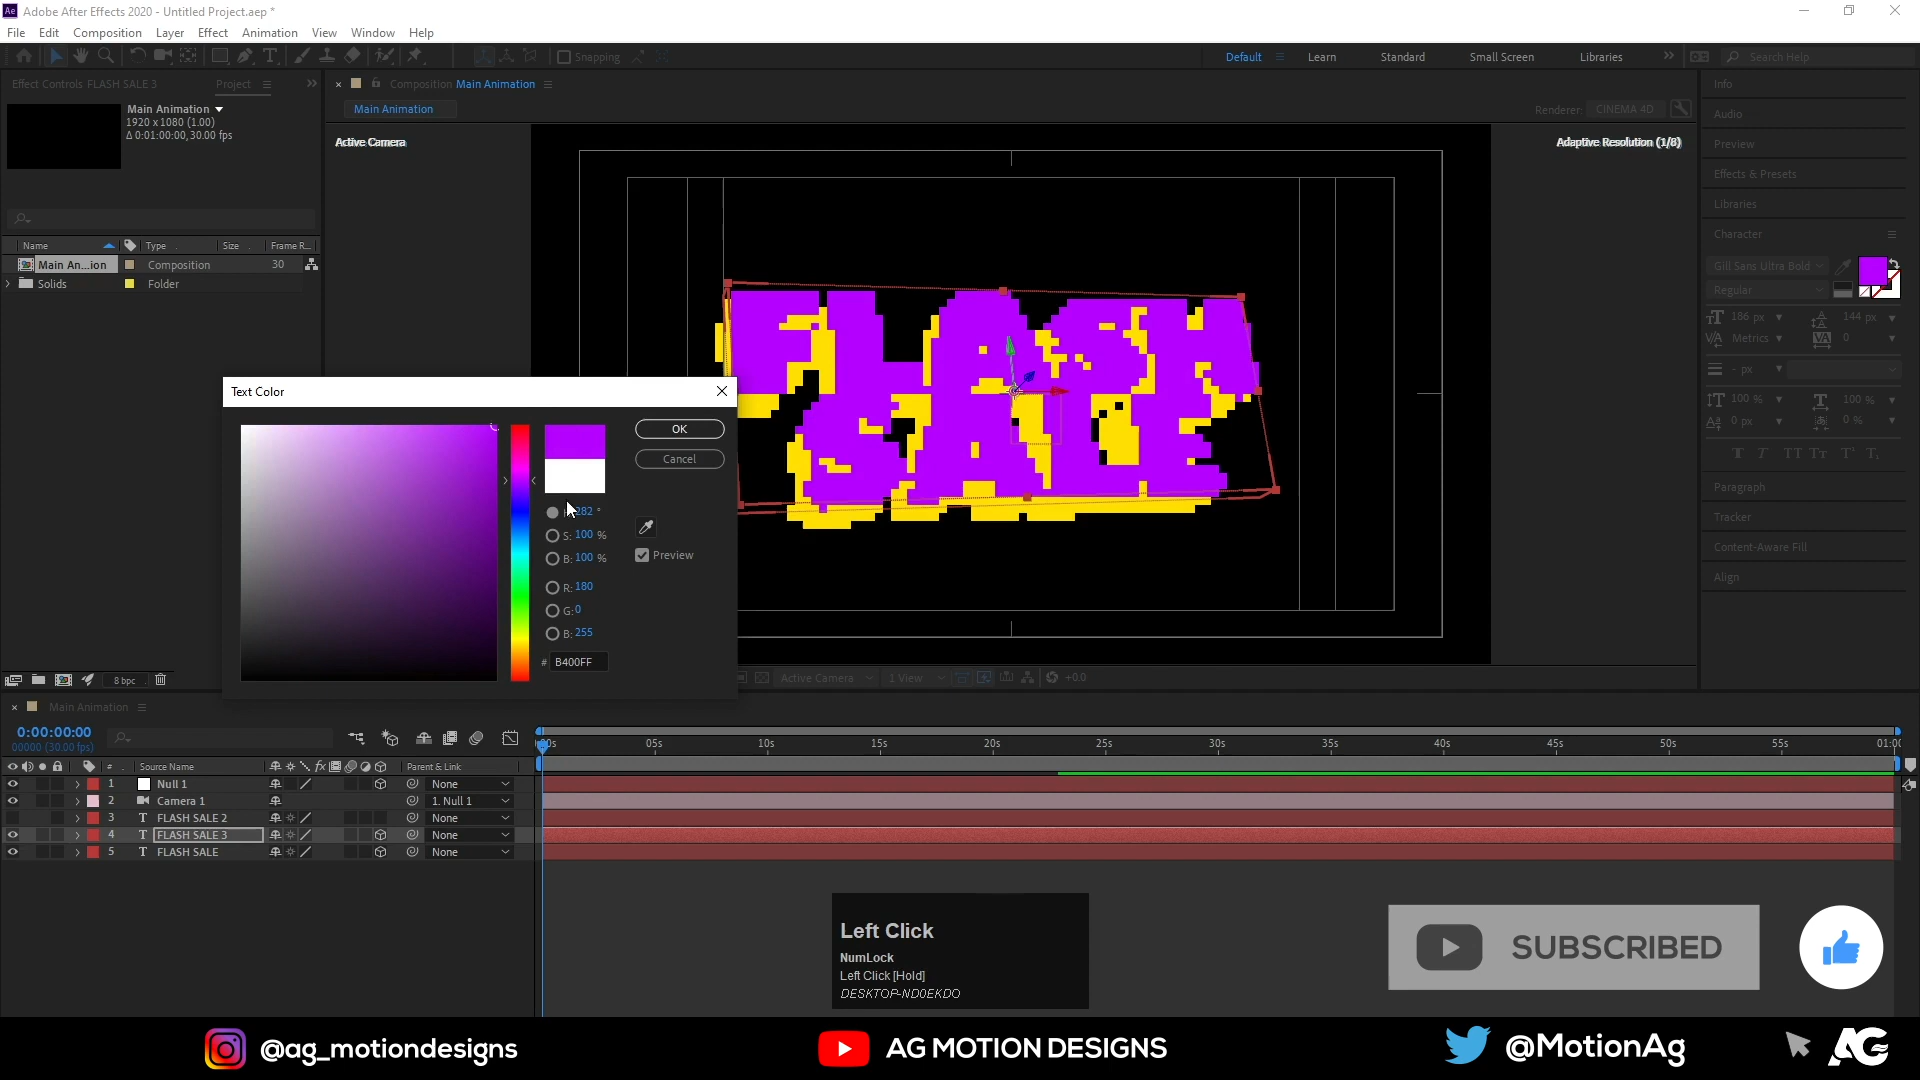 Adobe After Effects 2020 - Untitled Project.aep *
File Edit Composition Layer Effect Animation View Window Help
Snapping
Default Learn Standard Small Screen Libraries Search Help
Effect Controls FLASH SALE 3 Project
Composition Main Animation
Main Animation
1920 x 1080 (1.00)
Δ 0:01:00:00, 30.00 fps
Main Animation
Renderer: CINEMA 4D
Active Camera
Adaptive Resolution (1/8)
Name Type Size Frame R...
Main An...ion Composition 30
Solids Folder
FLASH
SALE
Text Color
OK
Cancel
H: 282 °
S: 100 %
B: 100 %
Preview
R: 180
G: 0
B: 255
# B400FF
8 bpc
Active Camera 1 View +0.0
Info
Audio
Preview
Effects & Presets
Libraries
Character
Gill Sans Ultra Bold
Regular
186 px 144 px
Metrics 0
- px
100 % 100 %
0 px 0 %
Paragraph
Tracker
Content-Aware Fill
Align
Main Animation
0:00:00:00
00000 (30.00 fps)
05s 10s 15s 20s 25s 30s 35s 40s 45s 50s 55s 01:00
# Source Name Parent & Link
1 Null 1 None
2 Camera 1 1. Null 1
3 FLASH SALE 2 None
4 FLASH SALE 3 None
5 FLASH SALE None
Left Click
NumLock
Left Click [Hold]
DESKTOP-ND0EKDO
SUBSCRIBED
@ag_motiondesigns AG MOTION DESIGNS @MotionAg AG